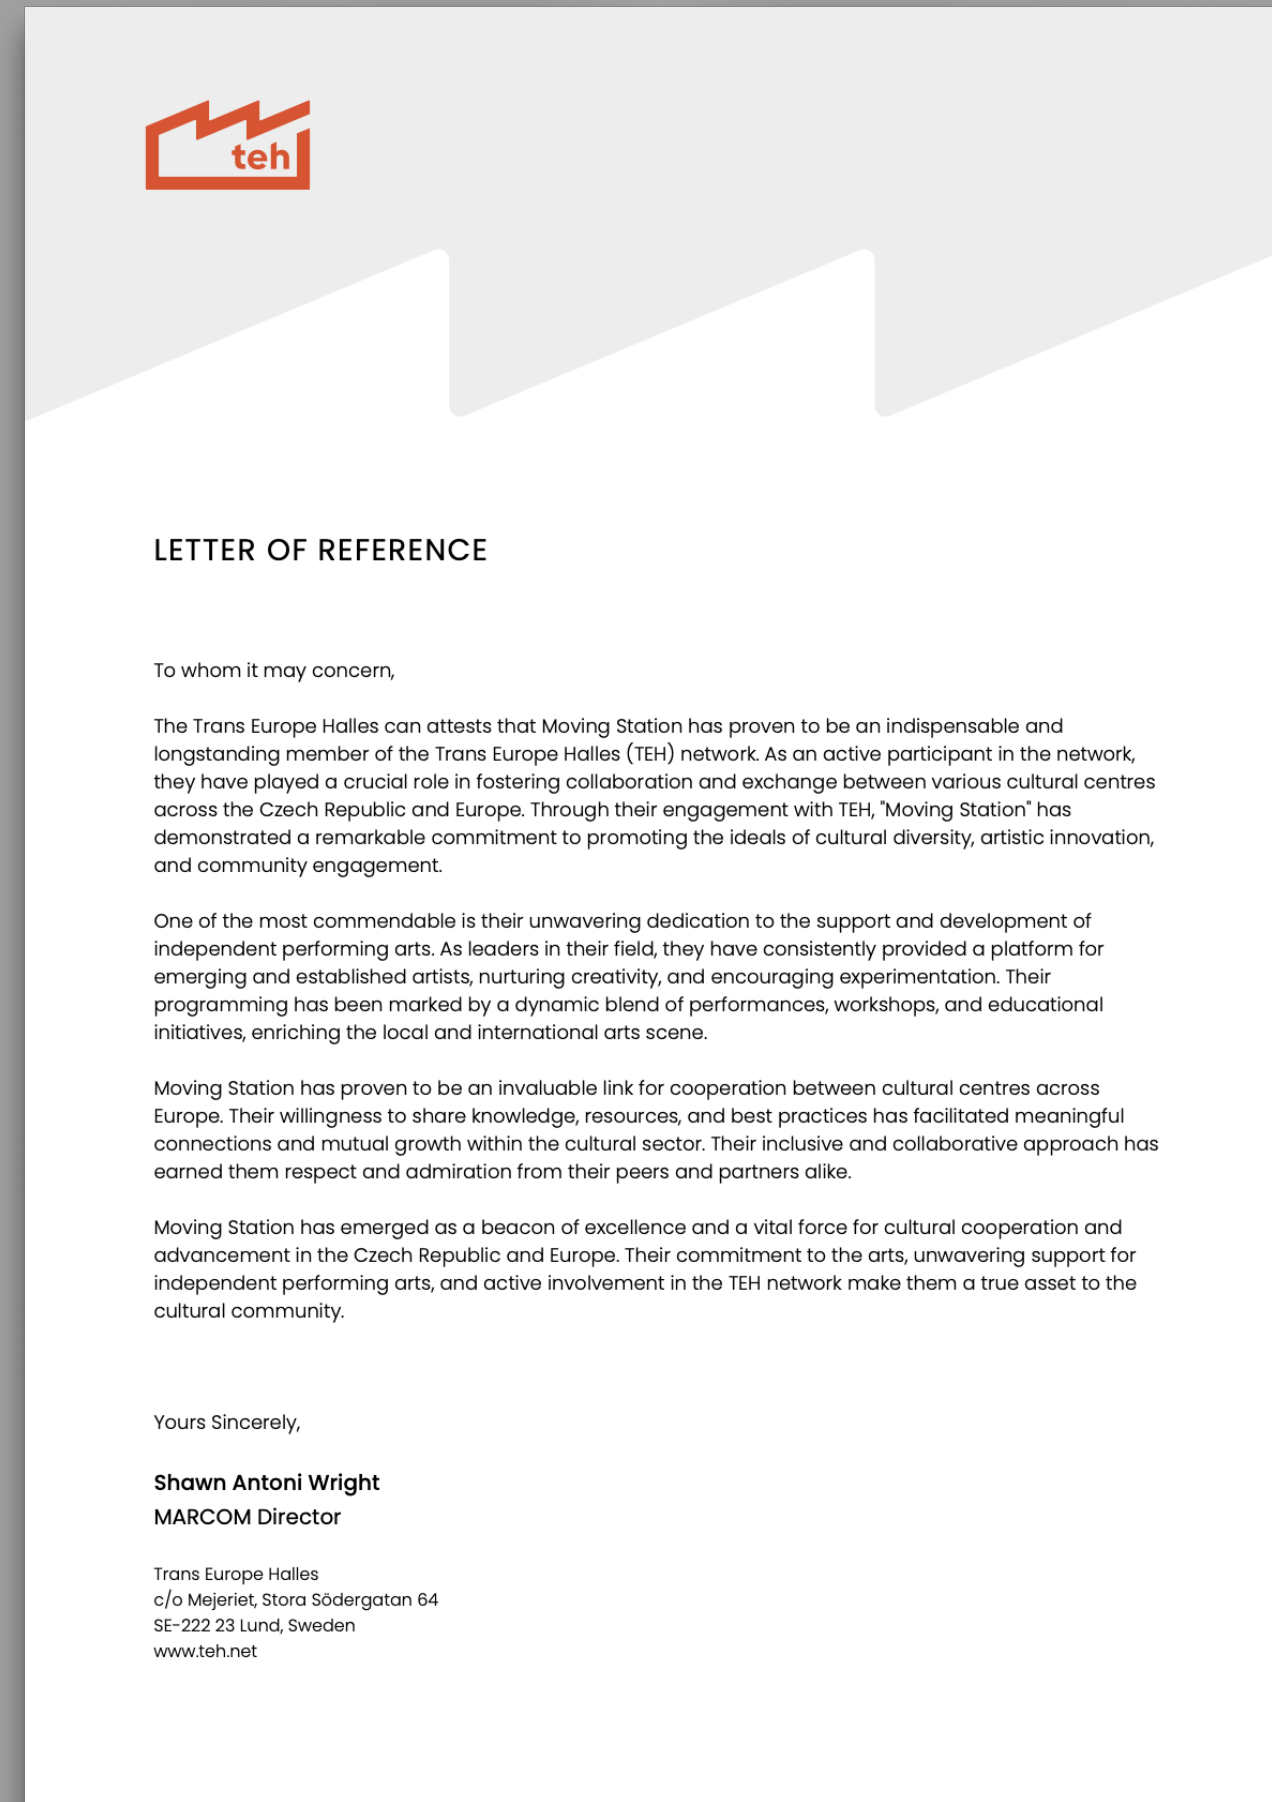 teh
LETTER OF REFERENCE
To whom it may concern,
The Trans Europe Halles can attests that Moving Station has proven to be an indispensable and
longstanding member of the Trans Europe Halles (TEH) network. As an active participant in the network,
they have played a crucial role in fostering collaboration and exchange between various cultural centres
across the Czech Republic and Europe. Through their engagement with TEH, "Moving Station" has
demonstrated a remarkable commitment to promoting the ideals of cultural diversity, artistic innovation,
and community engagement.
One of the most commendable is their unwavering dedication to the support and development of
independent performing arts. As leaders in their field, they have consistently provided a platform for
emerging and established artists, nurturing creativity, and encouraging experimentation. Their
programming has been marked by a dynamic blend of performances, workshops, and educational
initiatives, enriching the local and international arts scene.
Moving Station has proven to be an invaluable link for cooperation between cultural centres across
Europe. Their willingness to share knowledge, resources, and best practices has facilitated meaningful
connections and mutual growth within the cultural sector. Their inclusive and collaborative approach has
earned them respect and admiration from their peers and partners alike.
Moving Station has emerged as a beacon of excellence and a vital force for cultural cooperation and
advancement in the Czech Republic and Europe. Their commitment to the arts, unwavering support for
independent performing arts, and active involvement in the TEH network make them a true asset to the
cultural community.
Yours Sincerely,
Shawn Antoni Wright
MARCOM Director
Trans Europe Halles
c/o Mejeriet, Stora Södergatan 64
SE-222 23 Lund, Sweden
www.teh.net